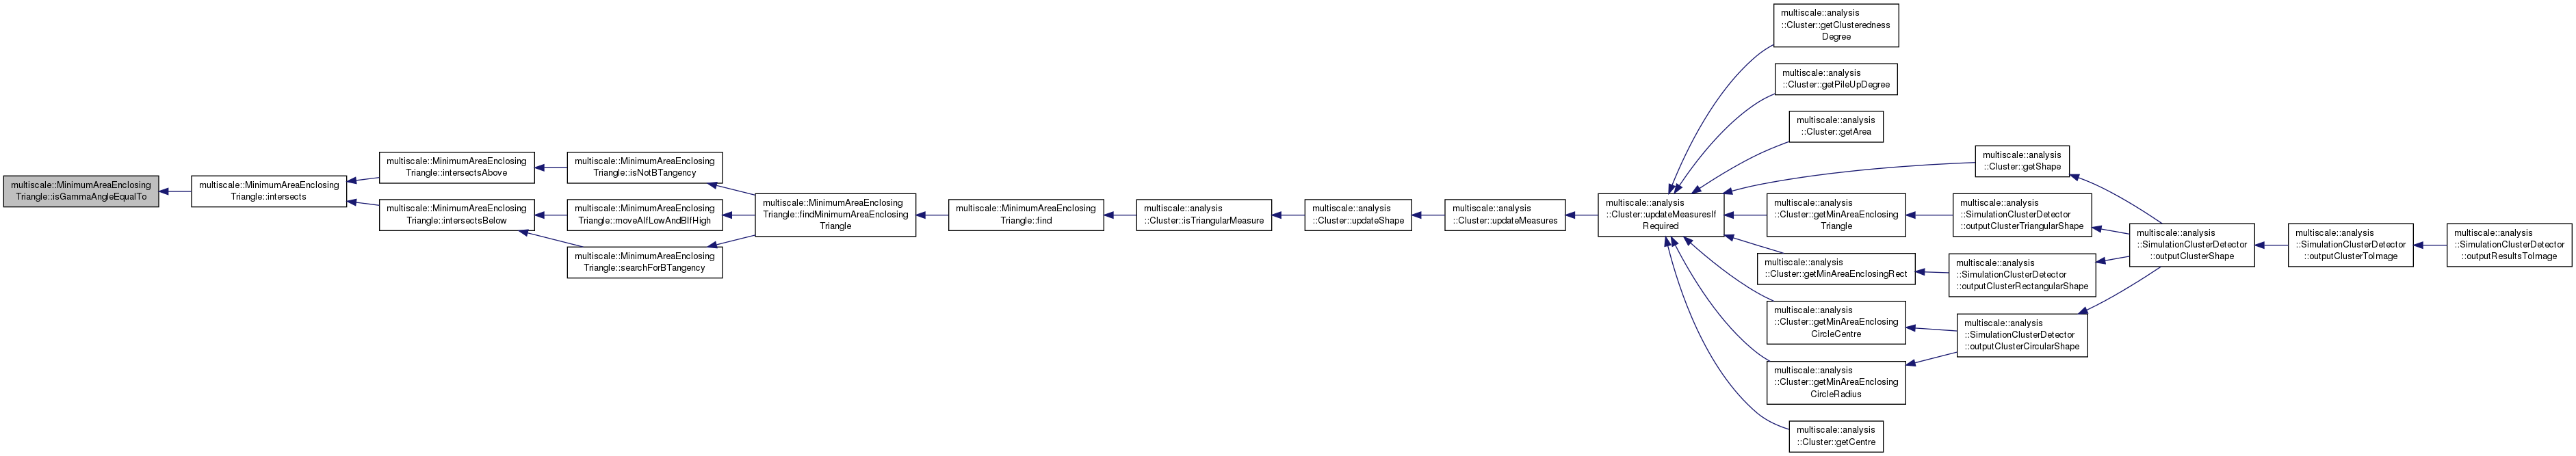 multiscale::MinimumAreaEnclosing
Triangle::isGammaAngleEqualTo
multiscale::MinimumAreaEnclosing
Triangle::intersects
multiscale::MinimumAreaEnclosing
Triangle::intersectsAbove
multiscale::MinimumAreaEnclosing
Triangle::intersectsBelow
multiscale::MinimumAreaEnclosing
Triangle::isNotBTangency
multiscale::MinimumAreaEnclosing
Triangle::moveAIfLowAndBIfHigh
multiscale::MinimumAreaEnclosing
Triangle::searchForBTangency
multiscale::MinimumAreaEnclosing
Triangle::findMinimumAreaEnclosing
Triangle
multiscale::MinimumAreaEnclosing
Triangle::find
multiscale::analysis
::Cluster::isTriangularMeasure
multiscale::analysis
::Cluster::updateShape
multiscale::analysis
::Cluster::updateMeasures
multiscale::analysis
::Cluster::updateMeasuresIf
Required
multiscale::analysis
::Cluster::getClusteredness
Degree
multiscale::analysis
::Cluster::getPileUpDegree
multiscale::analysis
::Cluster::getArea
multiscale::analysis
::Cluster::getShape
multiscale::analysis
::Cluster::getMinAreaEnclosing
Triangle
multiscale::analysis
::Cluster::getMinAreaEnclosingRect
multiscale::analysis
::Cluster::getMinAreaEnclosing
CircleCentre
multiscale::analysis
::Cluster::getMinAreaEnclosing
CircleRadius
multiscale::analysis
::Cluster::getCentre
multiscale::analysis
::SimulationClusterDetector
::outputClusterTriangularShape
multiscale::analysis
::SimulationClusterDetector
::outputClusterRectangularShape
multiscale::analysis
::SimulationClusterDetector
::outputClusterCircularShape
multiscale::analysis
::SimulationClusterDetector
::outputClusterShape
multiscale::analysis
::SimulationClusterDetector
::outputClusterToImage
multiscale::analysis
::SimulationClusterDetector
::outputResultsToImage